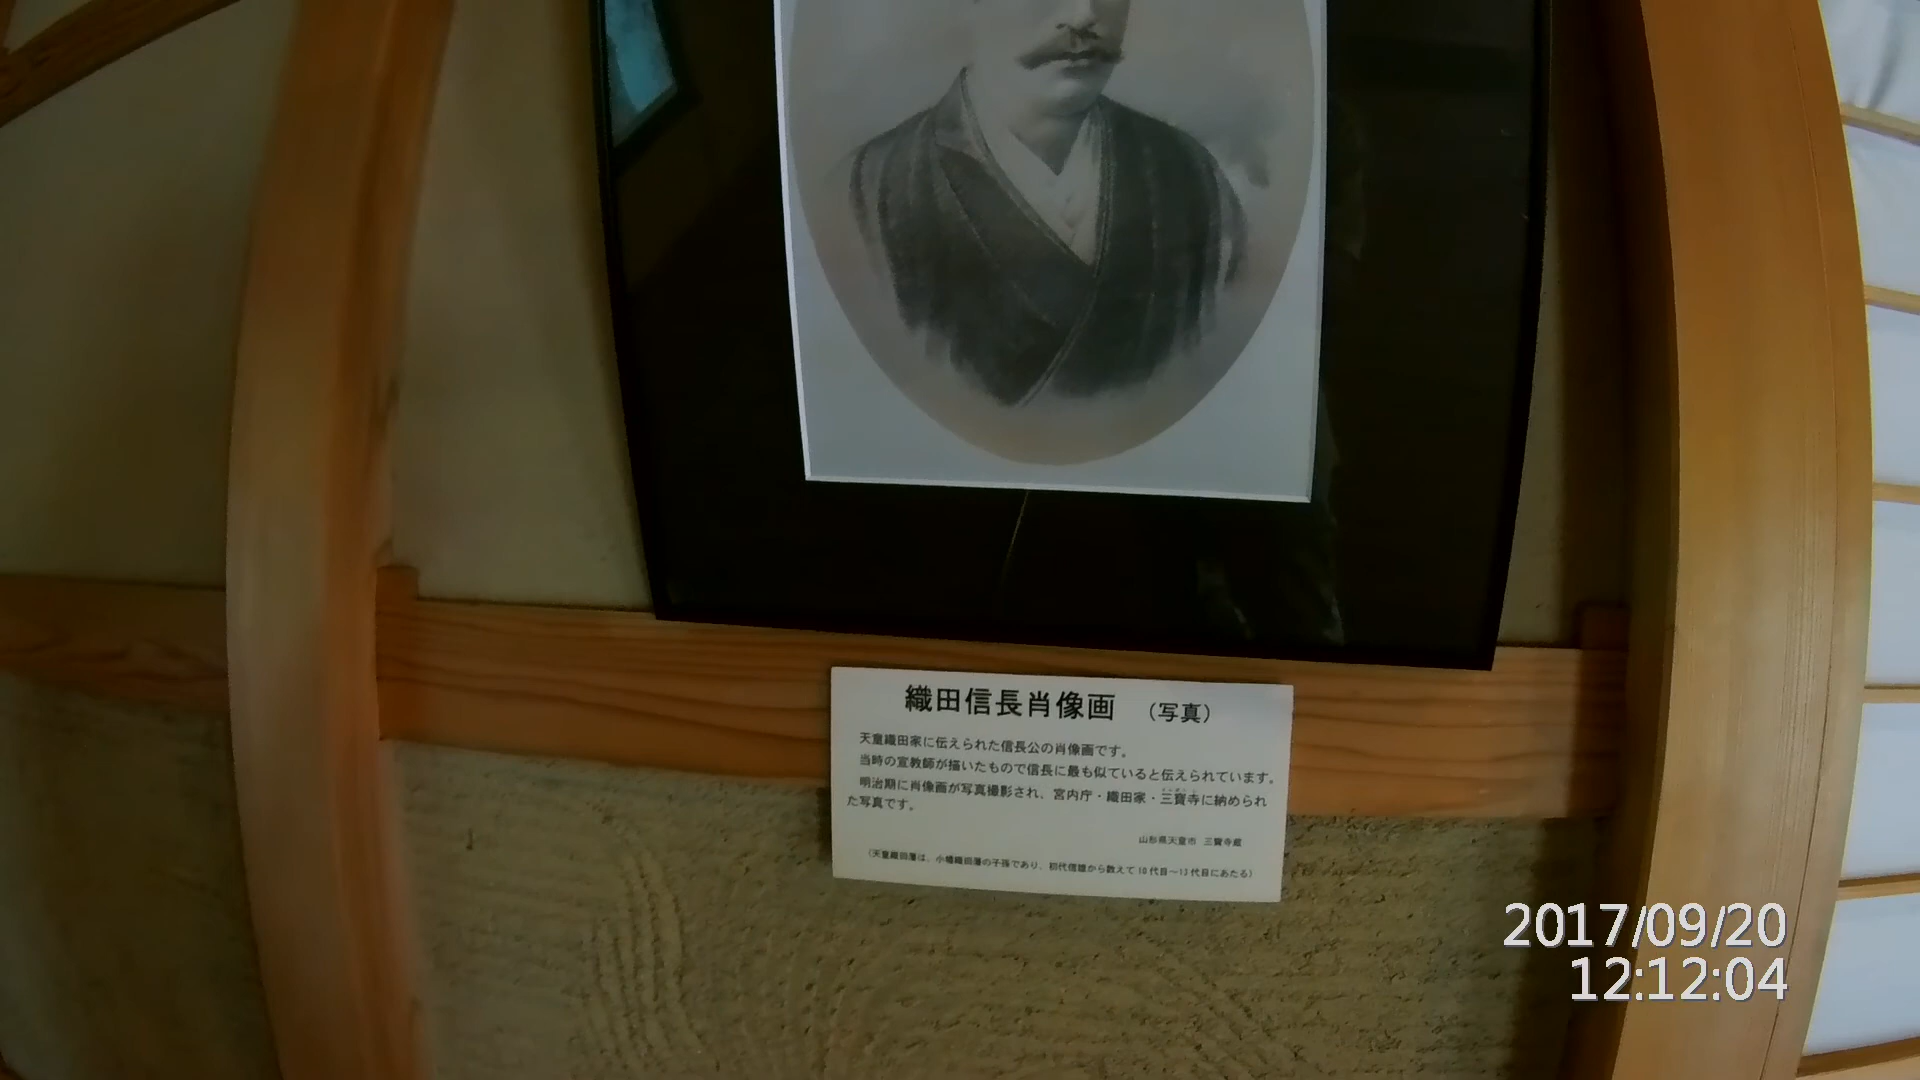 織田信長肖像画 （写真）
天童織田家に伝えられた信長公の肖像画です。
当時の宣教師が描いたもので信長に最も似ていると伝えられています。
明治期に肖像画が写真撮影され、宮内庁・織田家・三寶寺に納められ
た写真です。
山形県天童市 三寶寺蔵
（天童織田藩は、小幡織田藩の子孫であり、初代信雄から数えて10代目～13代目にあたる）
2017/09/20
12:12:04